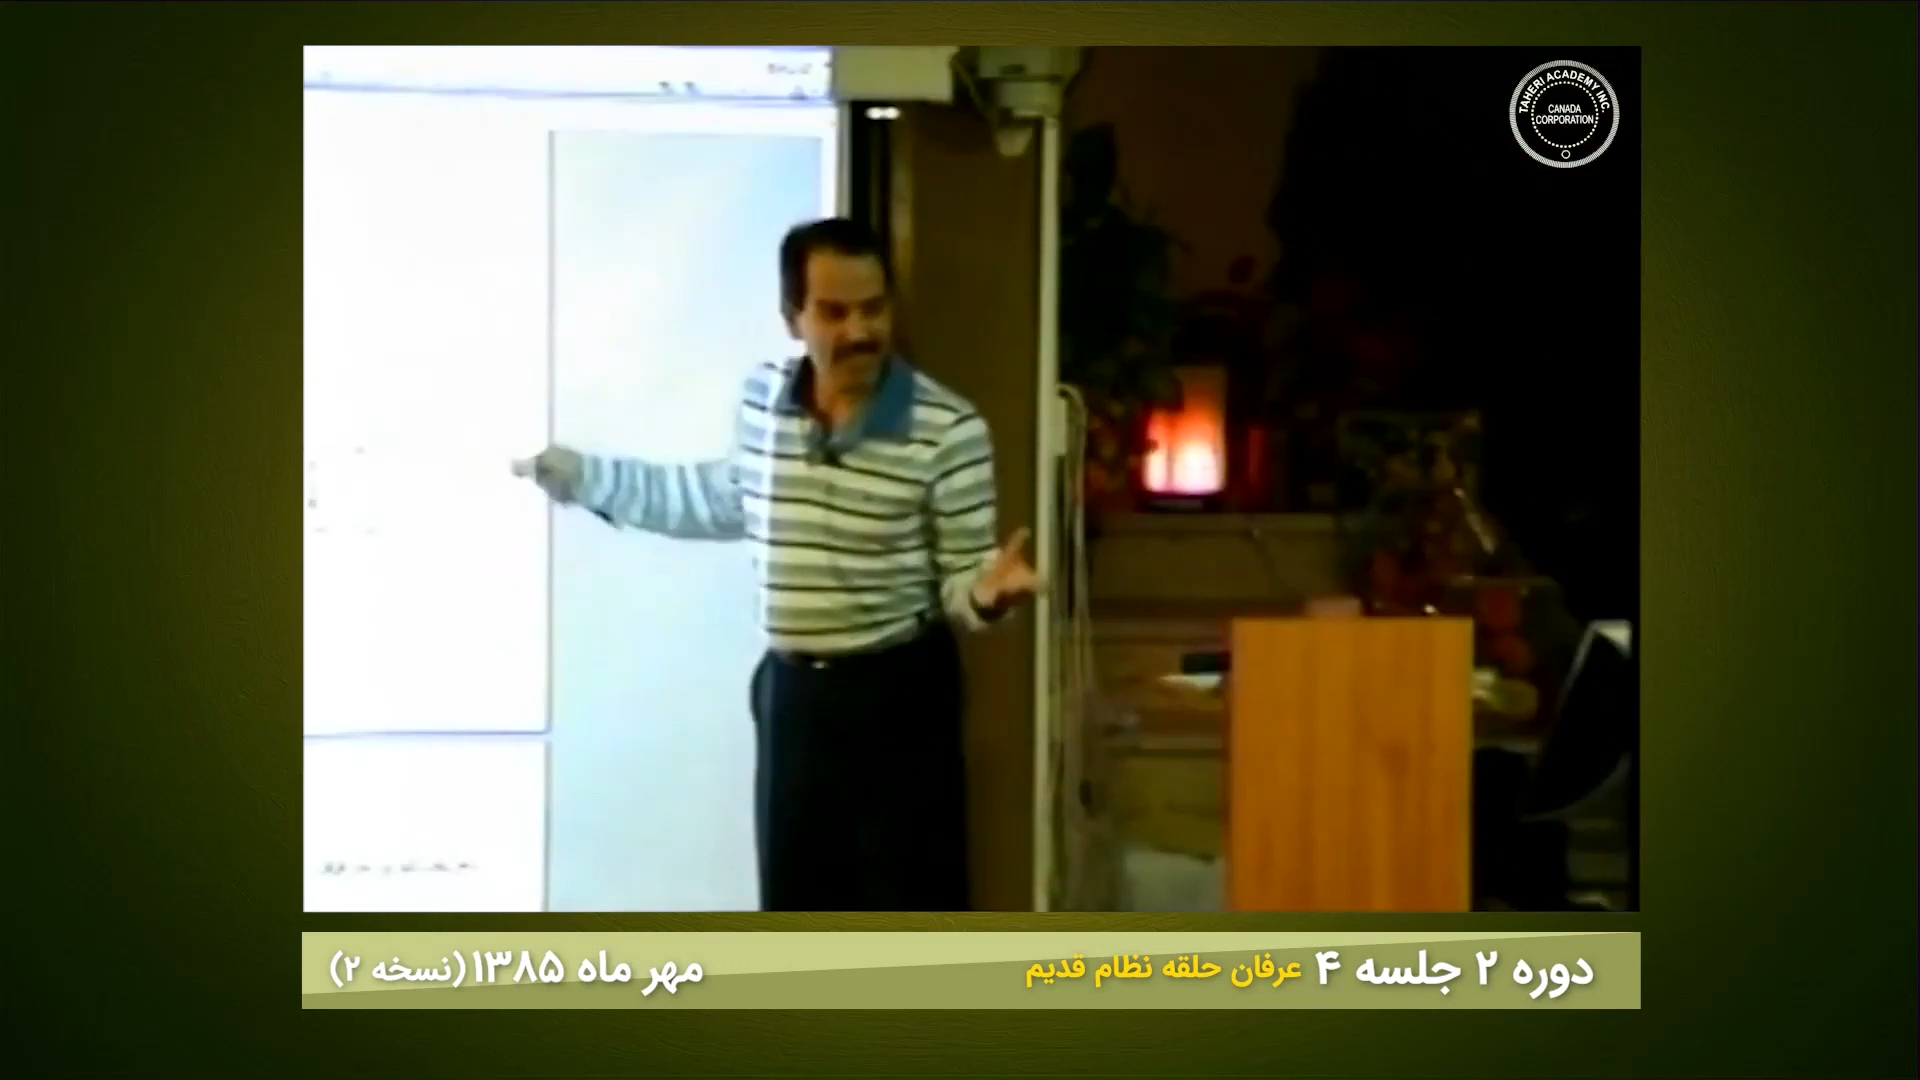 TAHERI ACADEMY INC.
CANADA
CORPORATION
دوره ۲ جلسه ۴ عرفان حلقه نظام قدیم
مهر ماه ۱۳۸۵ (نسخه ۲)